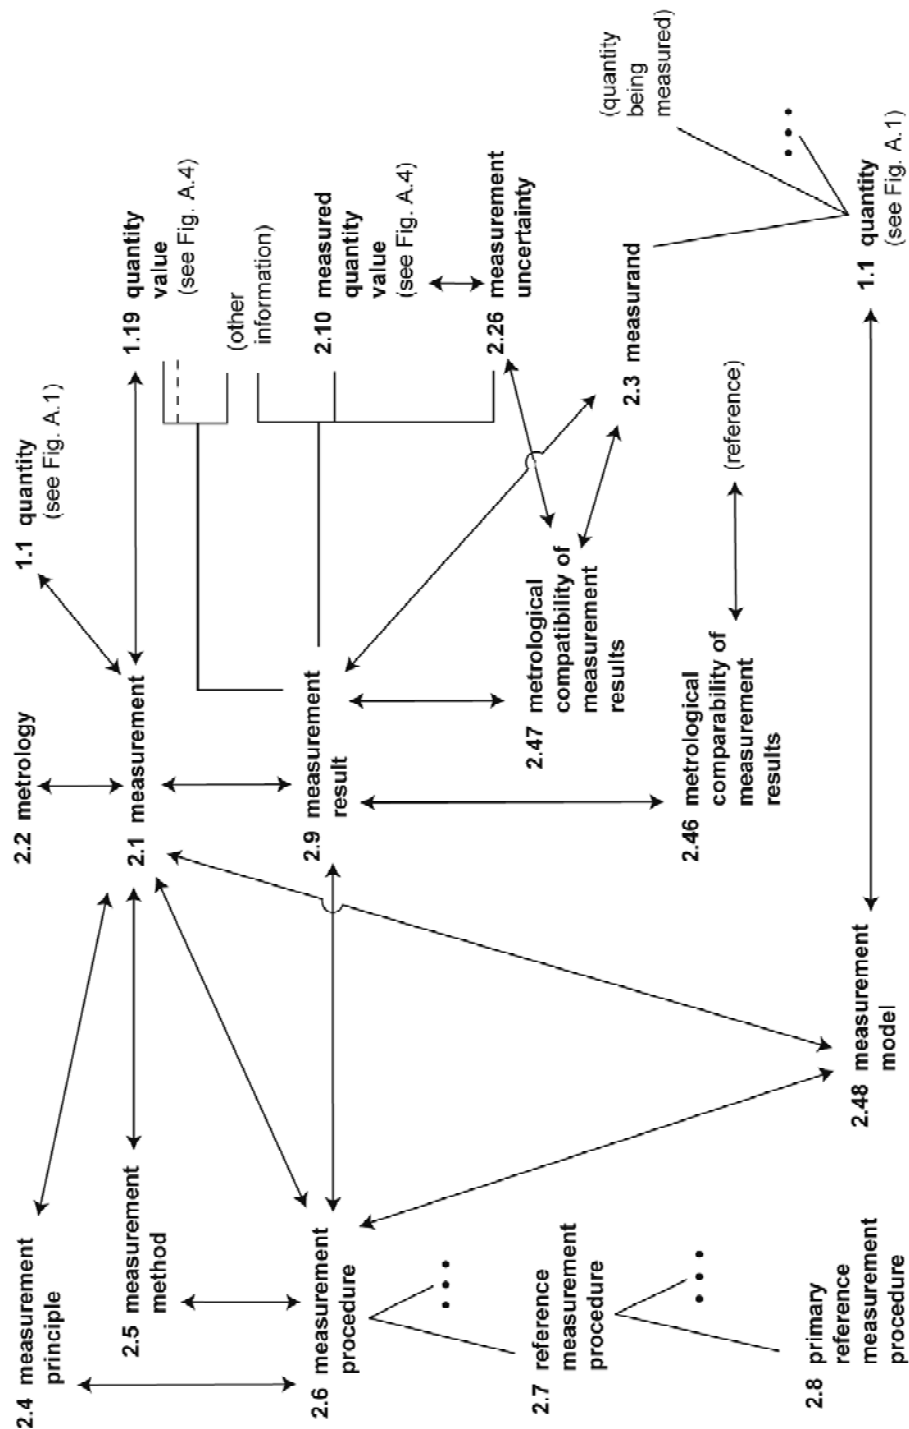 2.4 measurement
principle
2.2 metrology
1.1 quantity
(see Fig. A.1)
2.5 measurement
method
2.1 measurement
1.19 quantity
value
(see Fig. A.4)
(other
information)
2.6 measurement
procedure
2.9 measurement
result
2.10 measured
quantity
value
(see Fig. A.4)
2.26 measurement
uncertainty
2.7 reference
measurement
procedure
2.47 metrological
compatibility of
measurement
results
2.3 measurand
(quantity
being
measured)
2.46 metrological
comparability of
measurement
results
(reference)
2.8 primary
reference
measurement
procedure
2.48 measurement
model
1.1 quantity
(see Fig. A.1)